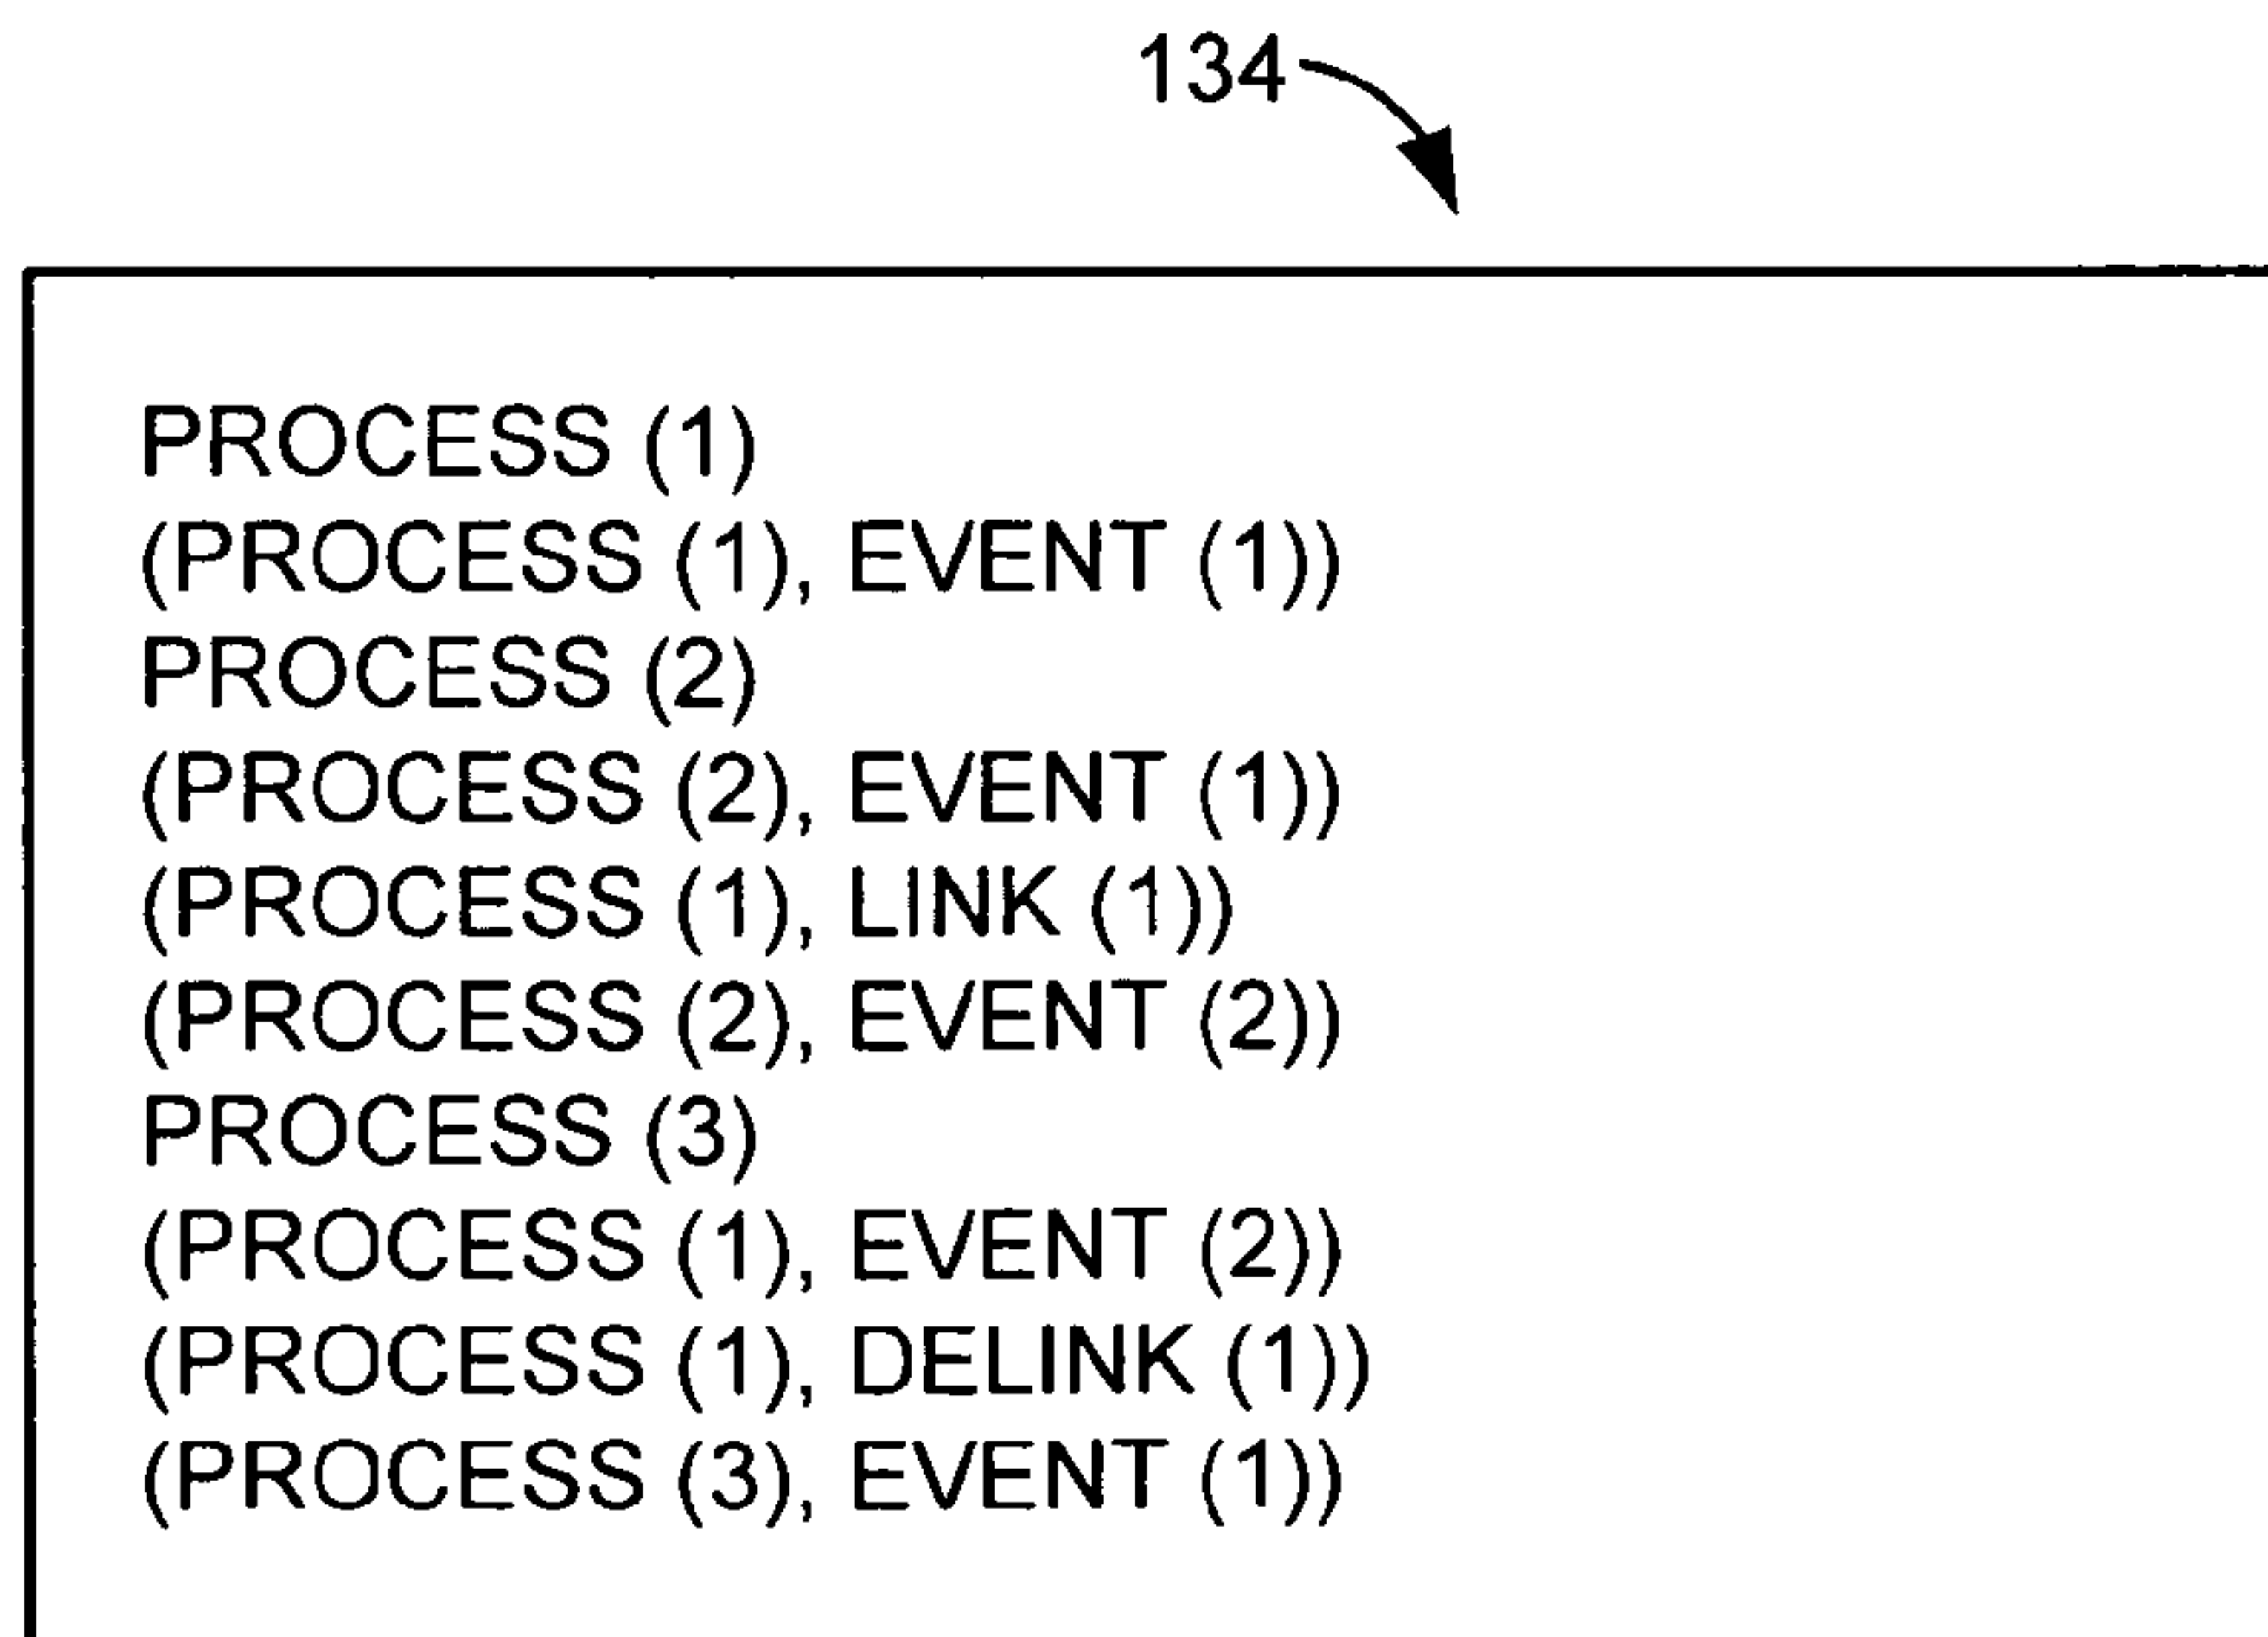 134
PROCESS (1)
(PROCESS (1), EVENT (1))
PROCESS (2)
(PROCESS (2), EVENT (1))
(PROCESS (1), LINK (1))
(PROCESS (2), EVENT (2))
PROCESS (3)
(PROCESS (1), EVENT (2))
(PROCESS (1), DELINK (1))
(PROCESS (3), EVENT (1))